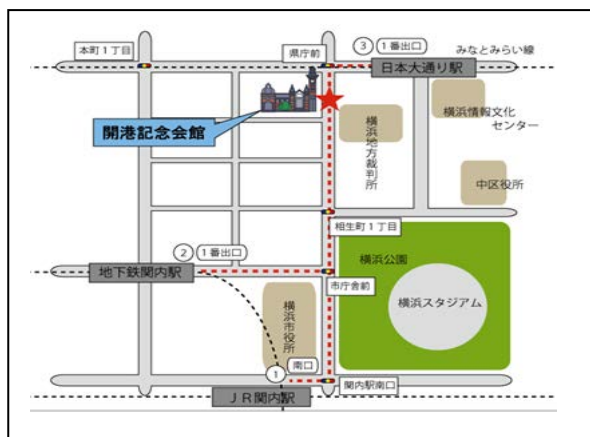 本町１丁目
県庁前
③
１番出口
みなとみらい線
日本大通り駅
開港記念会館
横浜地方裁判所
横浜情報文化
センター
中区役所
相生町１丁目
②
１番出口
地下鉄関内駅
横浜公園
市庁舎前
横浜スタジアム
横浜市役所
①
南口
関内駅南口
ＪＲ関内駅